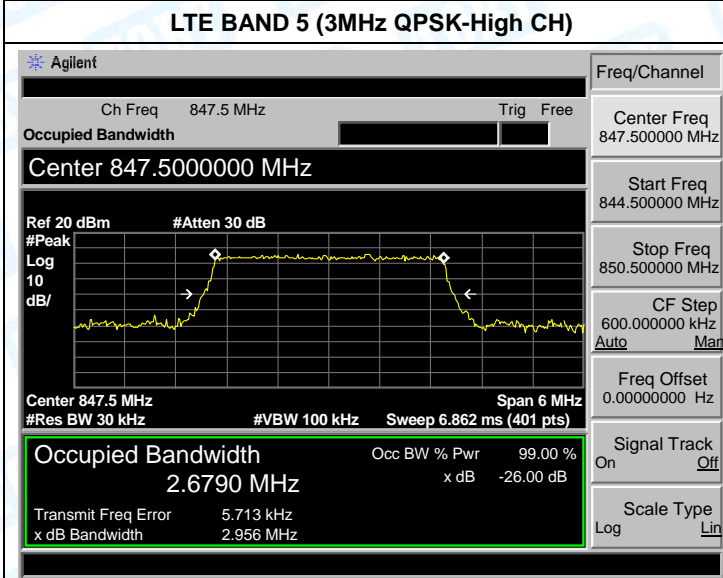 LTE BAND 5 (3MHz QPSK-High CH)
Agilent
Freq/Channel
Ch Freq 847.5 MHz Trig Free
Occupied Bandwidth
Center 847.5000000 MHz
Ref 20 dBm #Atten 30 dB
#Peak
Log
10
dB/
Center 847.5 MHz Span 6 MHz
#Res BW 30 kHz #VBW 100 kHz Sweep 6.862 ms (401 pts)
Occupied Bandwidth Occ BW % Pwr 99.00 %
2.6790 MHz x dB -26.00 dB
Transmit Freq Error 5.713 kHz
x dB Bandwidth 2.956 MHz
Center Freq
847.500000 MHz
Start Freq
844.500000 MHz
Stop Freq
850.500000 MHz
CF Step
600.000000 kHz
Auto Man
Freq Offset
0.00000000 Hz
Signal Track
On Off
Scale Type
Log Lin